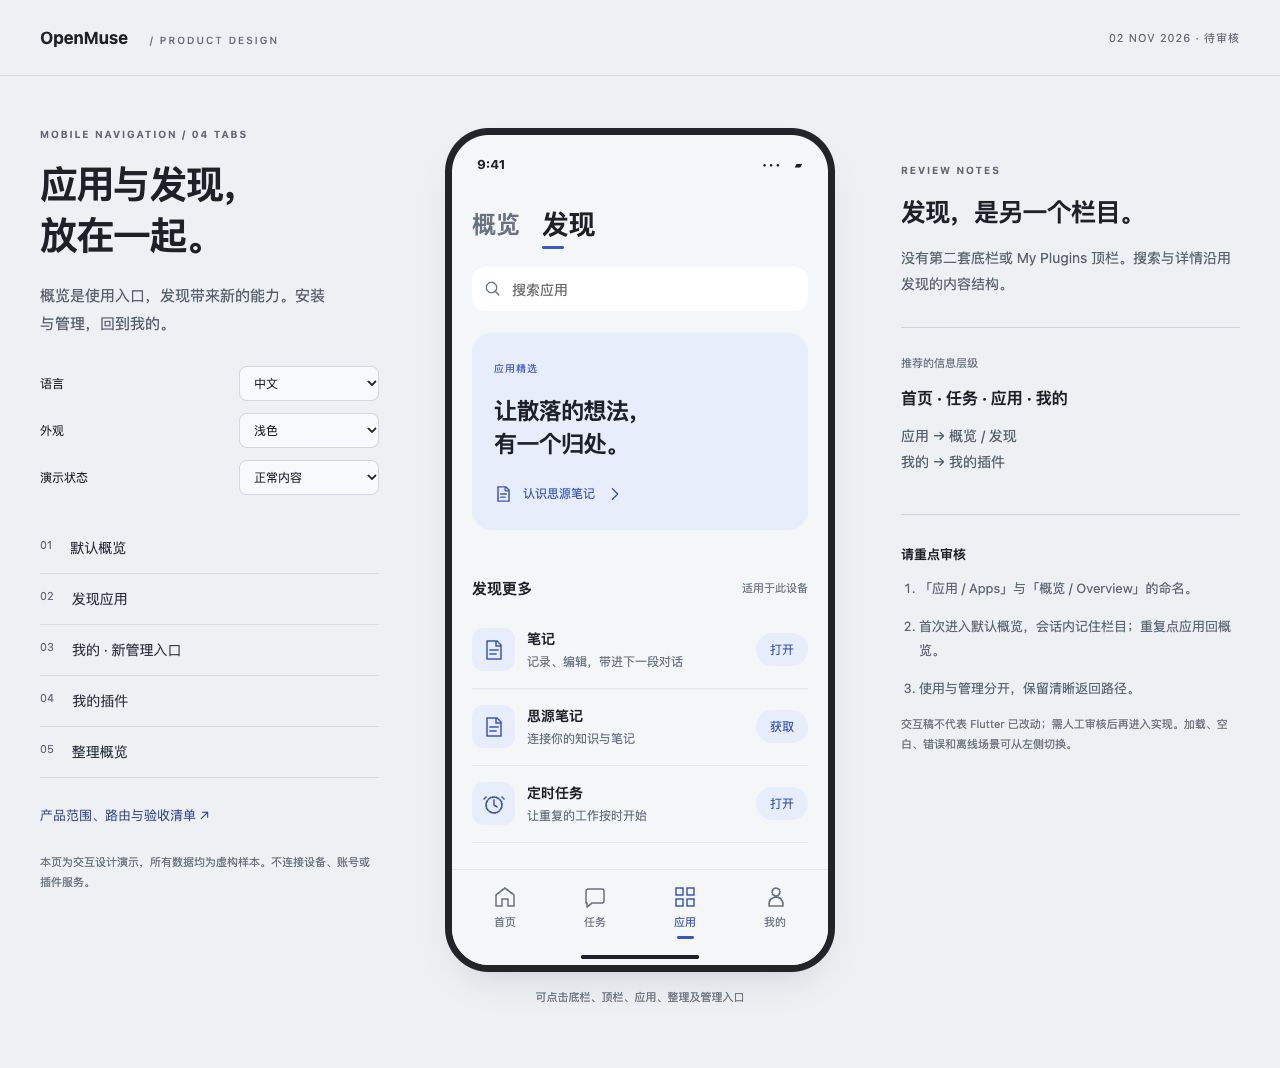 OpenMuse / PRODUCT DESIGN
02 NOV 2026 · 待审核
MOBILE NAVIGATION / 04 TABS
应用与发现，
放在一起。
概览是使用入口，发现带来新的能力。安装
与管理，回到我的。
语言 中文
外观 浅色
演示状态 正常内容
01 默认概览
02 发现应用
03 我的 · 新管理入口
04 我的插件
05 整理概览
产品范围、路由与验收清单 ↗
本页为交互设计演示，所有数据均为虚构样本。不连接设备、账号或
插件服务。
9:41
概览 发现
搜索应用
应用精选
让散落的想法，
有一个归处。
认识思源笔记
发现更多 适用于此设备
笔记
记录、编辑，带进下一段对话
打开
思源笔记
连接你的知识与笔记
获取
定时任务
让重复的工作按时开始
打开
首页 任务 应用 我的
可点击底栏、顶栏、应用、整理及管理入口
REVIEW NOTES
发现，是另一个栏目。
没有第二套底栏或 My Plugins 顶栏。搜索与详情沿用
发现的内容结构。
推荐的信息层级
首页 · 任务 · 应用 · 我的
应用 → 概览 / 发现
我的 → 我的插件
请重点审核
1. 「应用 / Apps」与「概览 / Overview」的命名。
2. 首次进入默认概览，会话内记住栏目；重复点应用回概
览。
3. 使用与管理分开，保留清晰返回路径。
交互稿不代表 Flutter 已改动；需人工审核后再进入实现。加载、空
白、错误和离线场景可从左侧切换。